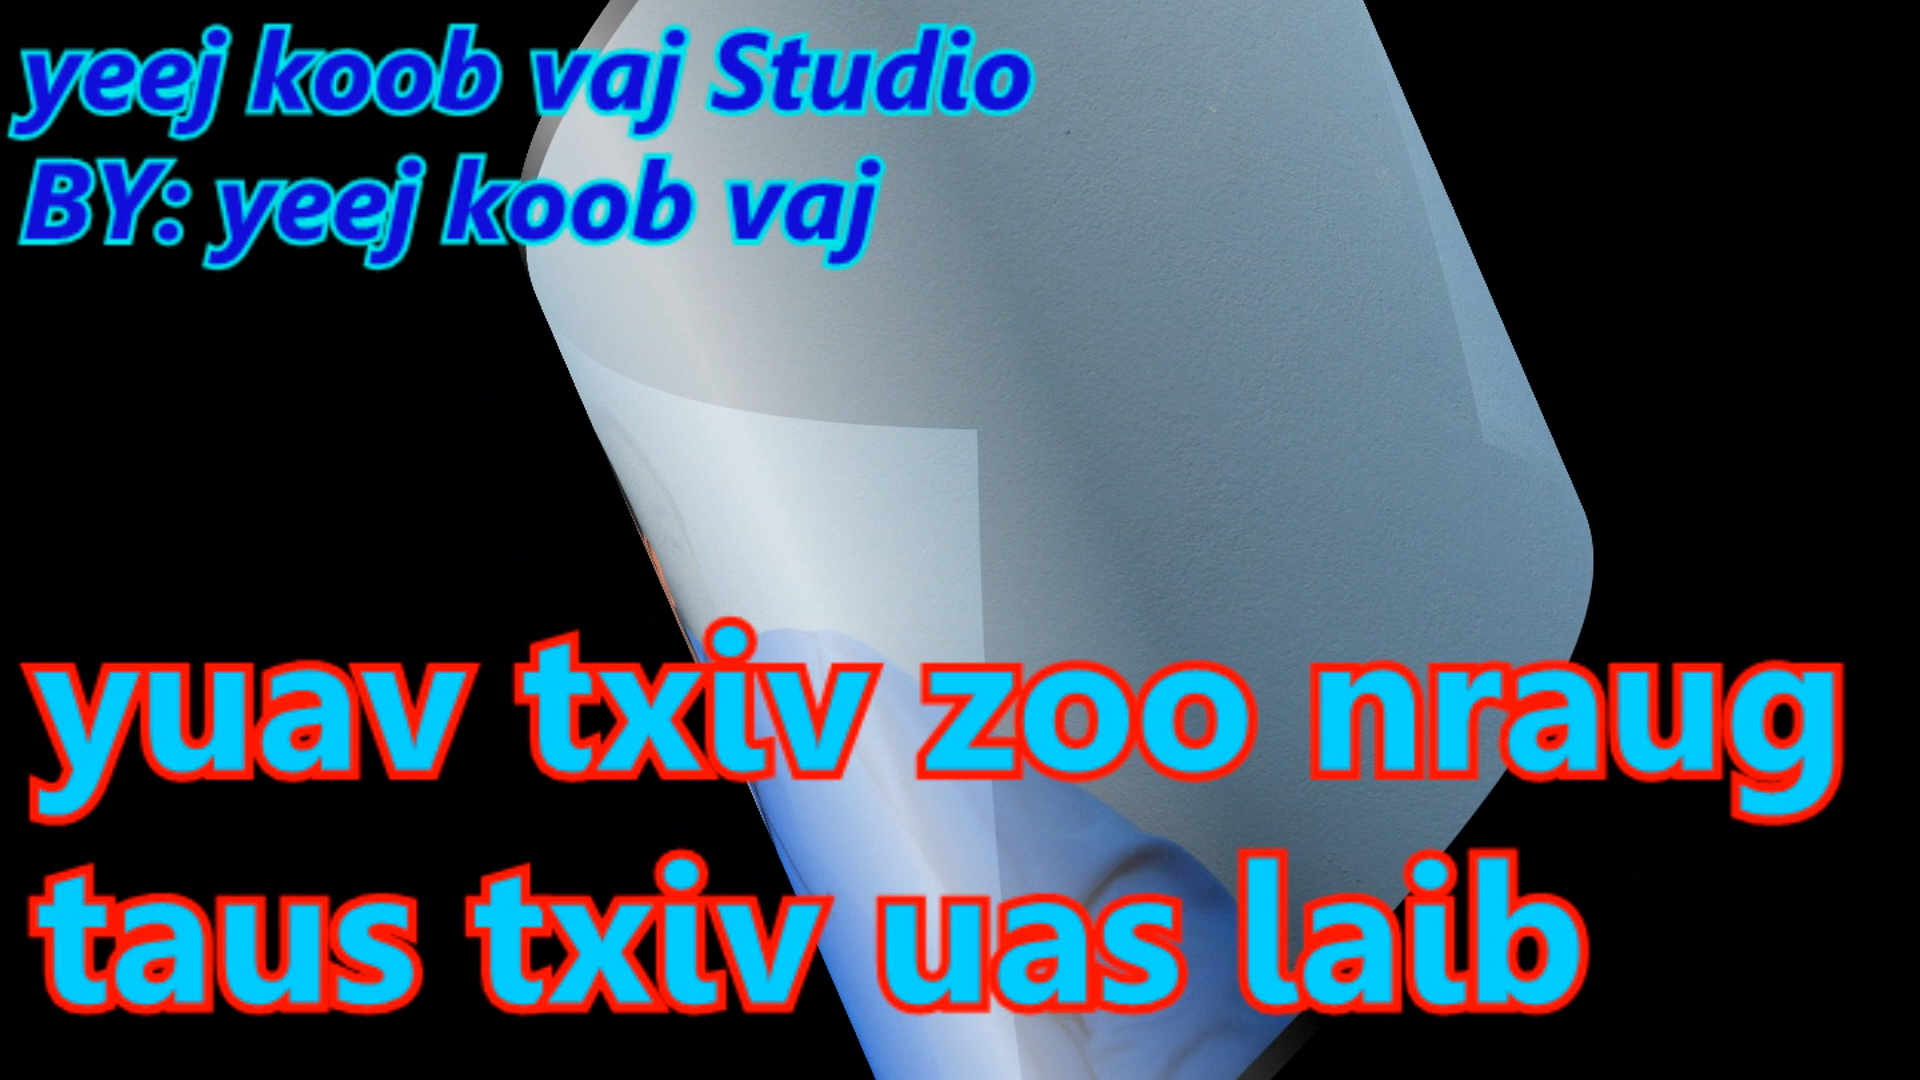 yeej koob vaj Studio
BY: yeej koob vaj
yuav txiv zoo nraug
taus txiv uas laib